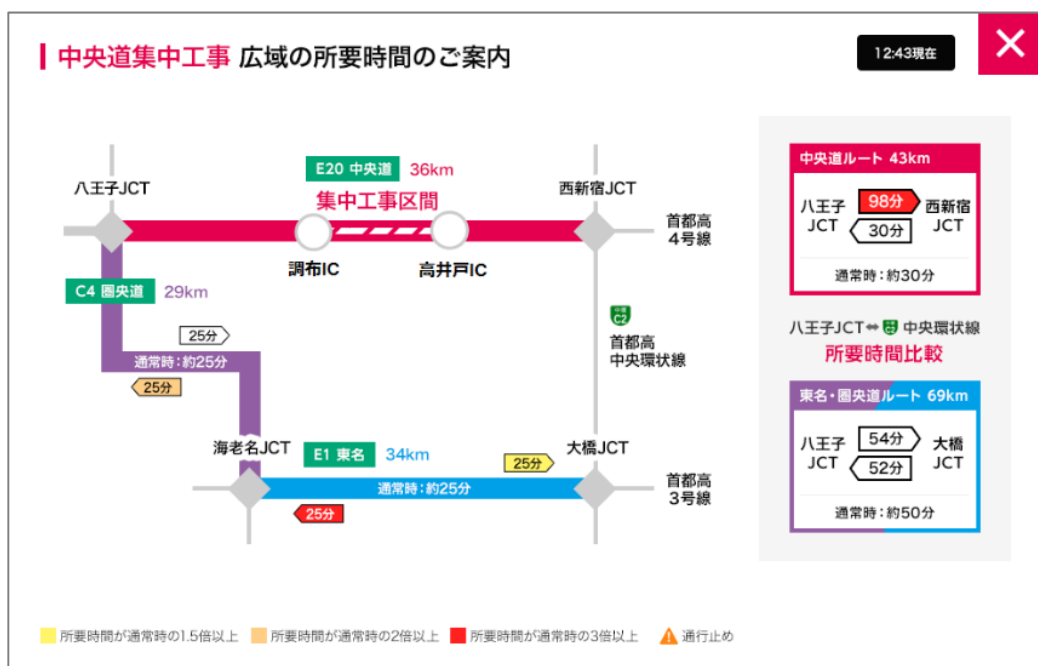 中央道集中工事 広域の所要時間のご案内
12:43現在
E20 中央道 36km
集中工事区間
八王子JCT
西新宿JCT
首都高
4号線
調布IC
高井戸IC
C4 圏央道 29km
25分
通常時:約25分
25分
中環
C2
首都高
中央環状線
海老名JCT
E1 東名 34km
25分
大橋JCT
通常時:約25分
25分
首都高
3号線
中央道ルート 43km
八王子
JCT
98分
30分
西新宿
JCT
通常時:約30分
八王子JCT⇔ 中央環状線
所要時間比較
東名・圏央道ルート 69km
八王子
JCT
54分
52分
大橋
JCT
通常時:約50分
所要時間が通常時の1.5倍以上 所要時間が通常時の2倍以上 所要時間が通常時の3倍以上 通行止め